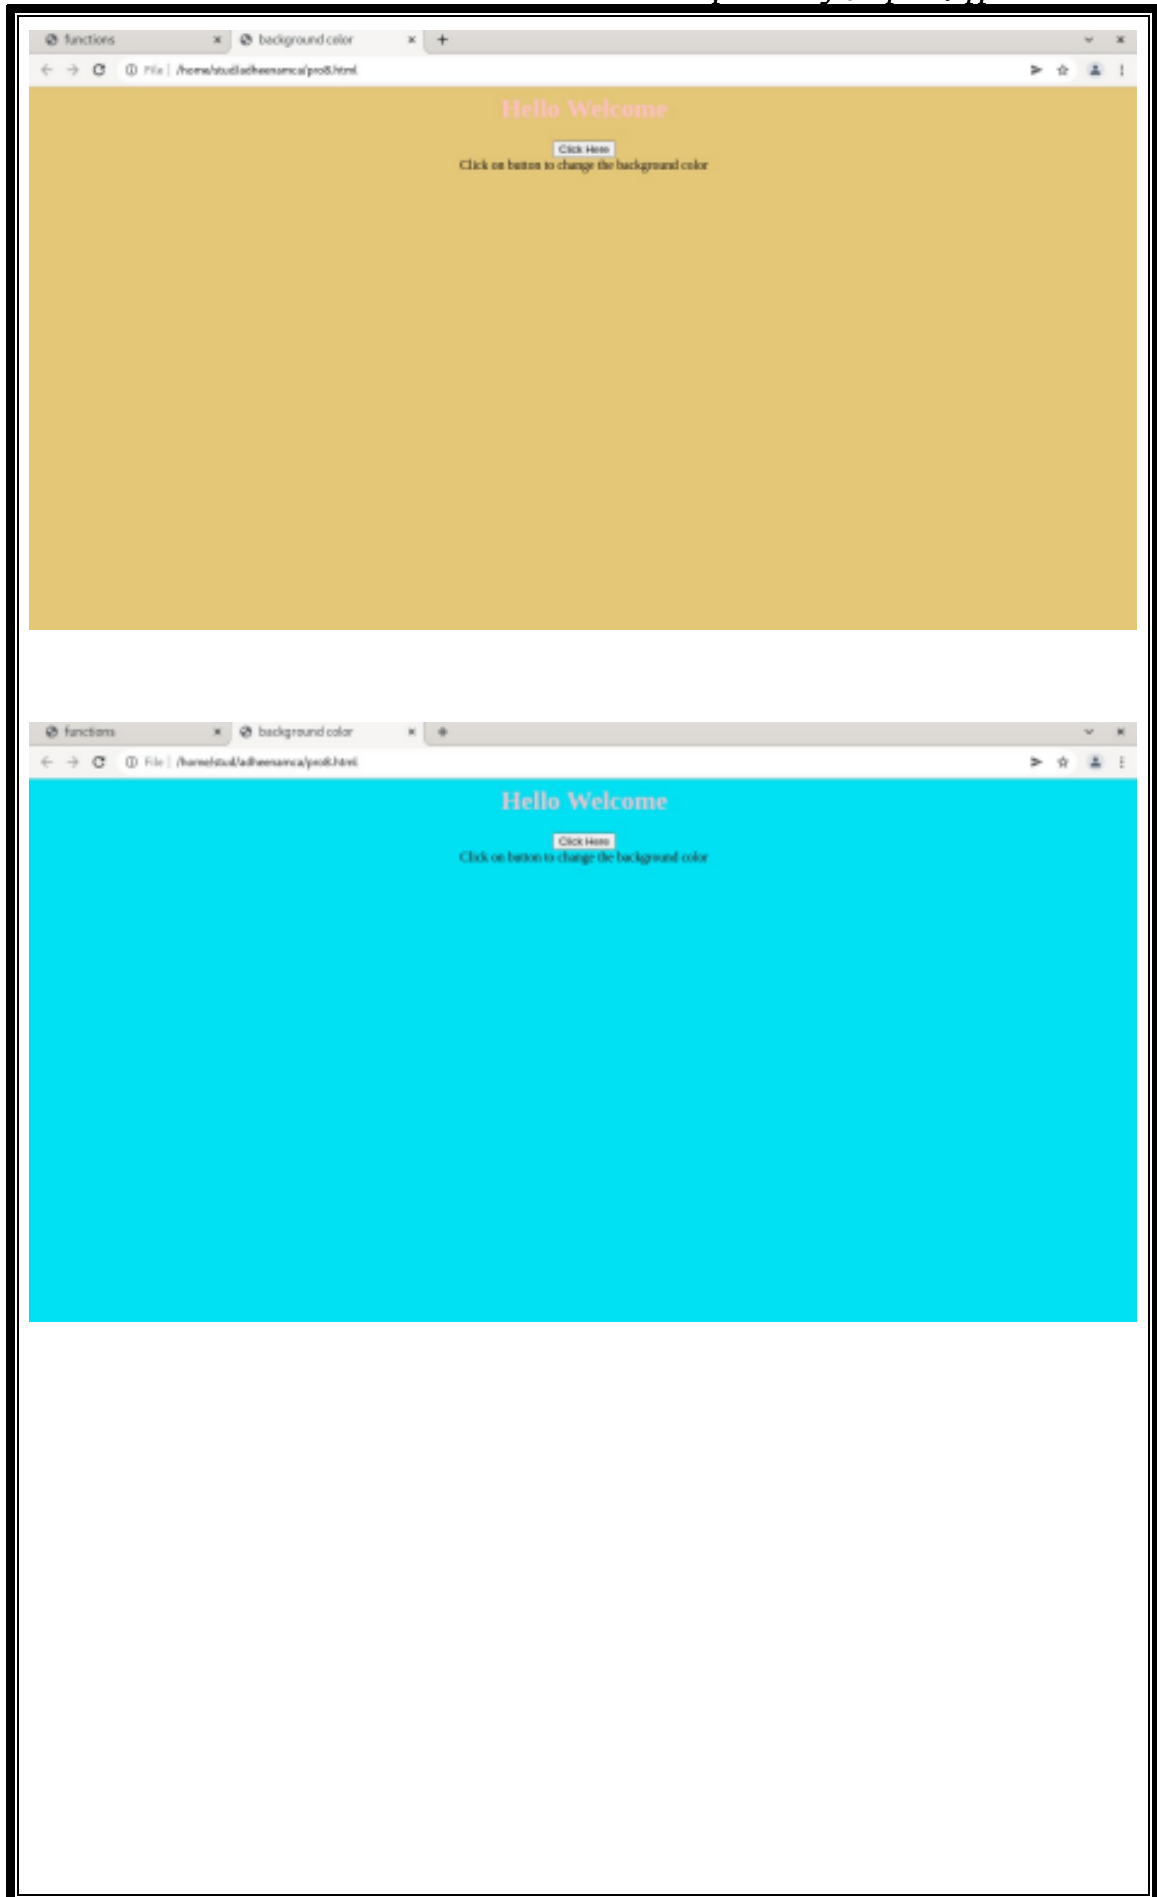 functions
background color
File
/home/stud/adheenamca/pro8.html
Hello Welcome
Click Here
Click on button to change the background color
functions
background color
File
/home/stud/adheenamca/pro8.html
Hello Welcome
Click Here
Click on button to change the background color